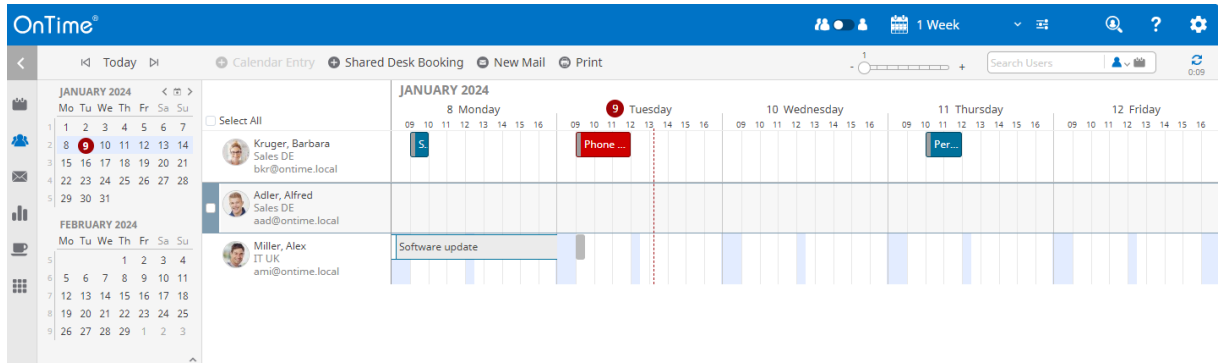 OnTime®
1 Week
?
Today
Calendar Entry
Shared Desk Booking
New Mail
Print
1
- +
Search Users
0:09
JANUARY 2024
Mo Tu We Th Fr Sa Su
1 1 2 3 4 5 6 7
2 8 9 10 11 12 13 14
3 15 16 17 18 19 20 21
4 22 23 24 25 26 27 28
5 29 30 31
FEBRUARY 2024
Mo Tu We Th Fr Sa Su
5 1 2 3 4
6 5 6 7 8 9 10 11
7 12 13 14 15 16 17 18
8 19 20 21 22 23 24 25
9 26 27 28 29 1 2 3
Select All
JANUARY 2024
8 Monday
9 Tuesday
10 Wednesday
11 Thursday
12 Friday
09 10 11 12 13 14 15 16
09 10 11 12 13 14 15 16
09 10 11 12 13 14 15 16
09 10 11 12 13 14 15 16
09 10 11 12 13 14 15 16
Kruger, Barbara
Sales DE
bkr@ontime.local
S.
Phone ...
Per...
Adler, Alfred
Sales DE
aad@ontime.local
Miller, Alex
IT UK
ami@ontime.local
Software update